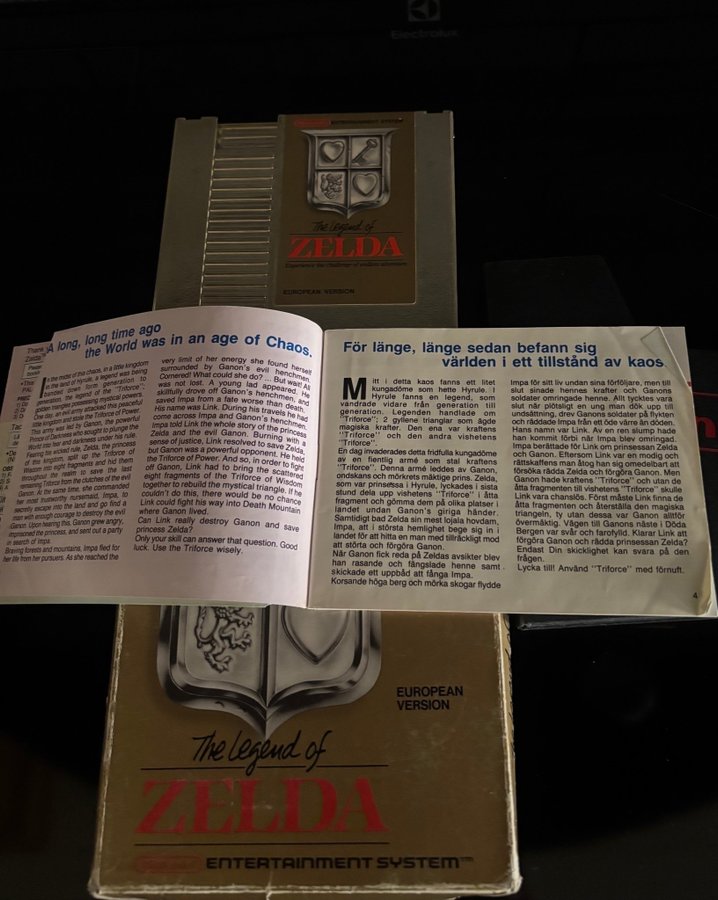 Electrolux
Nintendo ENTERTAINMENT SYSTEM
The Legend of
ZELDA
EUROPEAN VERSION
A long, long time ago
the World was in an age of Chaos.
In the midst of this chaos, in a little kingdom
in the land of Hyrule, a legend was being
handed down from generation to
generation, the legend of the "Triforce";
golden triangles possessing mystical powers.
One day, an evil army attacked this peaceful
little kingdom and stole the Triforce of Power.
This army was led by Ganon, the powerful
Prince of Darkness who sought to plunge the
World into fear and darkness under his rule.
Fearing his wicked rule, Zelda, the princess
of this kingdom, split up the Triforce of
Wisdom into eight fragments and hid them
throughout the realm to save the last
remaining Triforce from the clutches of the evil
Ganon. At the same time, she commanded
her most trustworthy nursemaid, Impa, to
secretly escape into the land and go find a
man with enough courage to destroy the evil
Ganon. Upon hearing this, Ganon grew angry,
imprisoned the princess, and sent out a party
in search of Impa.
Braving forests and mountains, Impa fled for
her life from her pursuers. As she reached the
very limit of her energy she found herself
surrounded by Ganon's evil henchmen.
Cornered! What could she do? ... But wait! All
was not lost. A young lad appeared. He
skillfully drove off Ganon's henchmen, and
saved Impa from a fate worse than death.
His name was Link. During his travels he had
come across Impa and Ganon's henchmen.
Impa told Link the whole story of the princess
Zelda and the evil Ganon. Burning with a
sense of justice, Link resolved to save Zelda,
but Ganon was a powerful opponent. He held
the Triforce of Power. And so, in order to fight
off Ganon, Link had to bring the scattered
eight fragments of the Triforce of Wisdom
together to rebuild the mystical triangle. If he
couldn't do this, there would be no chance
Link could fight his way into Death Mountain
where Ganon lived.
Can Link really destroy Ganon and save
princess Zelda?
Only your skill can answer that question. Good
luck. Use the Triforce wisely.
För länge, länge sedan befann sig
världen i ett tillstånd av kaos
Mitt i detta kaos fanns ett litet
kungadöme som hette Hyrule. I
Hyrule fanns en legend, som
vandrade vidare från generation till
generation. Legenden handlade om
"Triforce"; 2 gyllene trianglar som ägde
magiska krafter. Den ena var kraftens
"Triforce" och den andra vishetens
"Triforce".
En dag invaderades detta fridfulla kungadöme
av en fientlig armé som stal kraftens
"Triforce". Denna armé leddes av Ganon,
ondskans och mörkrets mäktige prins. Zelda,
som var prinsessa i Hyrule, lyckades i sista
stund dela upp vishetens "Triforce" i åtta
fragment och gömma dem på olika platser i
landet undan Ganon's giriga händer.
Samtidigt bad Zelda sin mest lojala hovdam,
Impa, att i största hemlighet bege sig in i
landet för att hitta en man med tillräckligt mod
att störta och förgöra Ganon.
När Ganon fick reda på Zeldas avsikter blev
han rasande och fängslade henne samt
skickade ett uppbåd att fånga Impa.
Korsande höga berg och mörka skogar flydde
Impa för sitt liv undan sina förföljare, men till
slut sinade hennes krafter och Ganons
soldater omringade henne. Allt tycktes vara
slut när plötsligt en ung man dök upp till
undsättning, drev Ganons soldater på flykten
och räddade Impa från ett öde värre än döden.
Hans namn var Link. Av en ren slump hade
han kommit förbi när Impa blev omringad.
Impa berättade för Link om prinsessan Zelda
och Ganon. Eftersom Link var en modig och
rättskaffens man åtog han sig omedelbart att
försöka rädda Zelda och förgöra Ganon. Men
Ganon hade kraftens "Triforce" och utan de
åtta fragmenten till vishetens "Triforce" skulle
Link vara chanslös. Först måste Link finna de
åtta fragmenten och återställa den magiska
triangeln, ty utan dessa var Ganon alltför
övermäktig. Vägen till Ganons näste i Döda
Bergen var svår och farofylld. Klarar Link att
förgöra Ganon och rädda prinsessan Zelda?
Endast Din skicklighet kan svara på den
frågen.
Lycka till! Använd "Triforce" med förnuft.
4
EUROPEAN
VERSION
The Legend of
ZELDA
Nintendo ENTERTAINMENT SYSTEM™